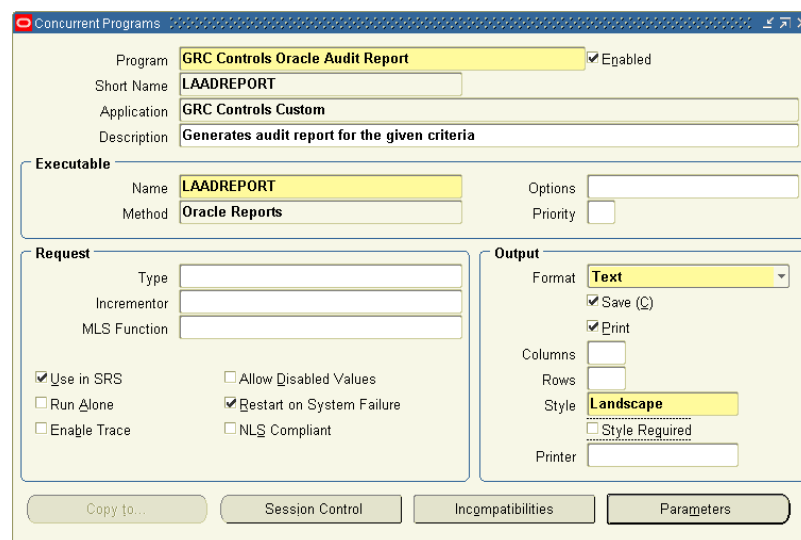 Concurrent Programs
Program GRC Controls Oracle Audit Report Enabled
Short Name LAADREPORT
Application GRC Controls Custom
Description Generates audit report for the given criteria
Executable
Name LAADREPORT Options
Method Oracle Reports Priority
Request
Type
Incrementor
MLS Function
Use in SRS Allow Disabled Values
Run Alone Restart on System Failure
Enable Trace NLS Compliant
Output
Format Text
Save (C)
Print
Columns
Rows
Style Landscape
Style Required
Printer
Copy to... Session Control Incompatibilities Parameters